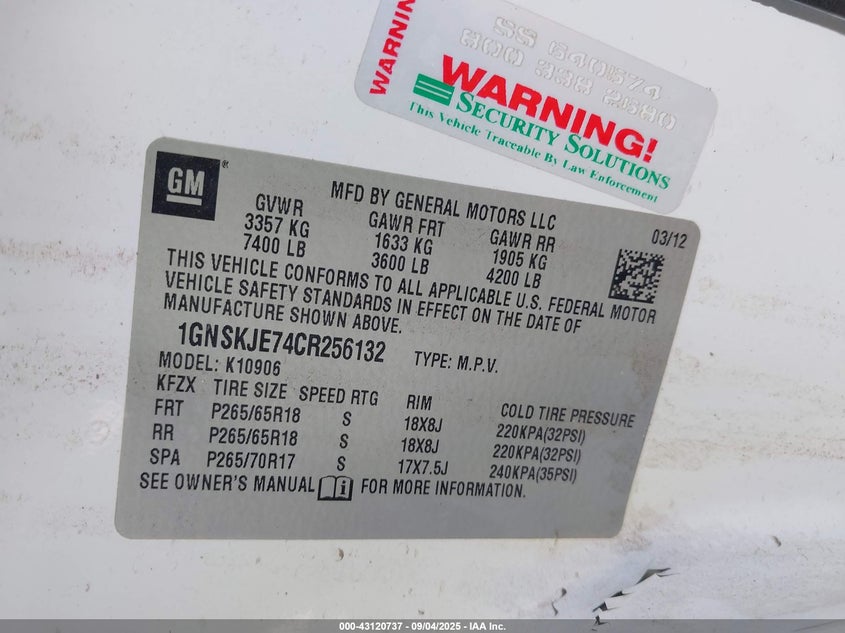 WARNIN
SS 640574
800 338 2680
WARNING!
SECURITY SOLUTIONS
This Vehicle Traceable By Law Enforcement
GM ®
MFD BY GENERAL MOTORS LLC
03/12
GVWR GAWR FRT GAWR RR
3357 KG 1633 KG 1905 KG
7400 LB 3600 LB 4200 LB
THIS VEHICLE CONFORMS TO ALL APPLICABLE U.S. FEDERAL MOTOR
VEHICLE SAFETY STANDARDS IN EFFECT ON THE DATE OF
MANUFACTURE SHOWN ABOVE.
1GNSKJE74CR256132 TYPE: M.P.V.
MODEL: K10906
KFZX TIRE SIZE SPEED RTG RIM COLD TIRE PRESSURE
FRT P265/65R18 S 18X8J 220KPA(32PSI)
RR P265/65R18 S 18X8J 220KPA(32PSI)
SPA P265/70R17 S 17X7.5J 240KPA(35PSI)
SEE OWNER'S MANUAL i FOR MORE INFORMATION.
000-43120737 - 09/04/2025 - IAA Inc.